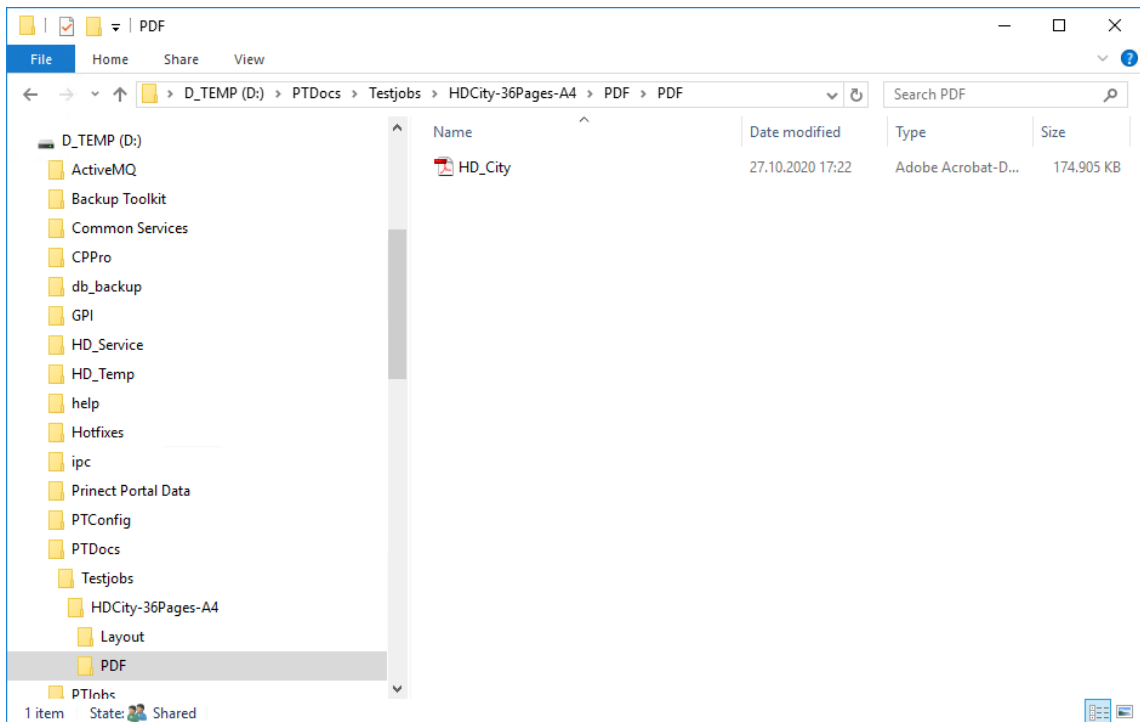 PDF
File Home Share View
D_TEMP (D:) > PTDocs > Testjobs > HDCity-36Pages-A4 > PDF > PDF
Search PDF
D_TEMP (D:)
ActiveMQ
Backup Toolkit
Common Services
CPPro
db_backup
GPI
HD_Service
HD_Temp
help
Hotfixes
ipc
Prinect Portal Data
PTConfig
PTDocs
Testjobs
HDCity-36Pages-A4
Layout
PDF
PTJobs
Name Date modified Type Size
HD_City 27.10.2020 17:22 Adobe Acrobat-D... 174.905 KB
1 item State: Shared